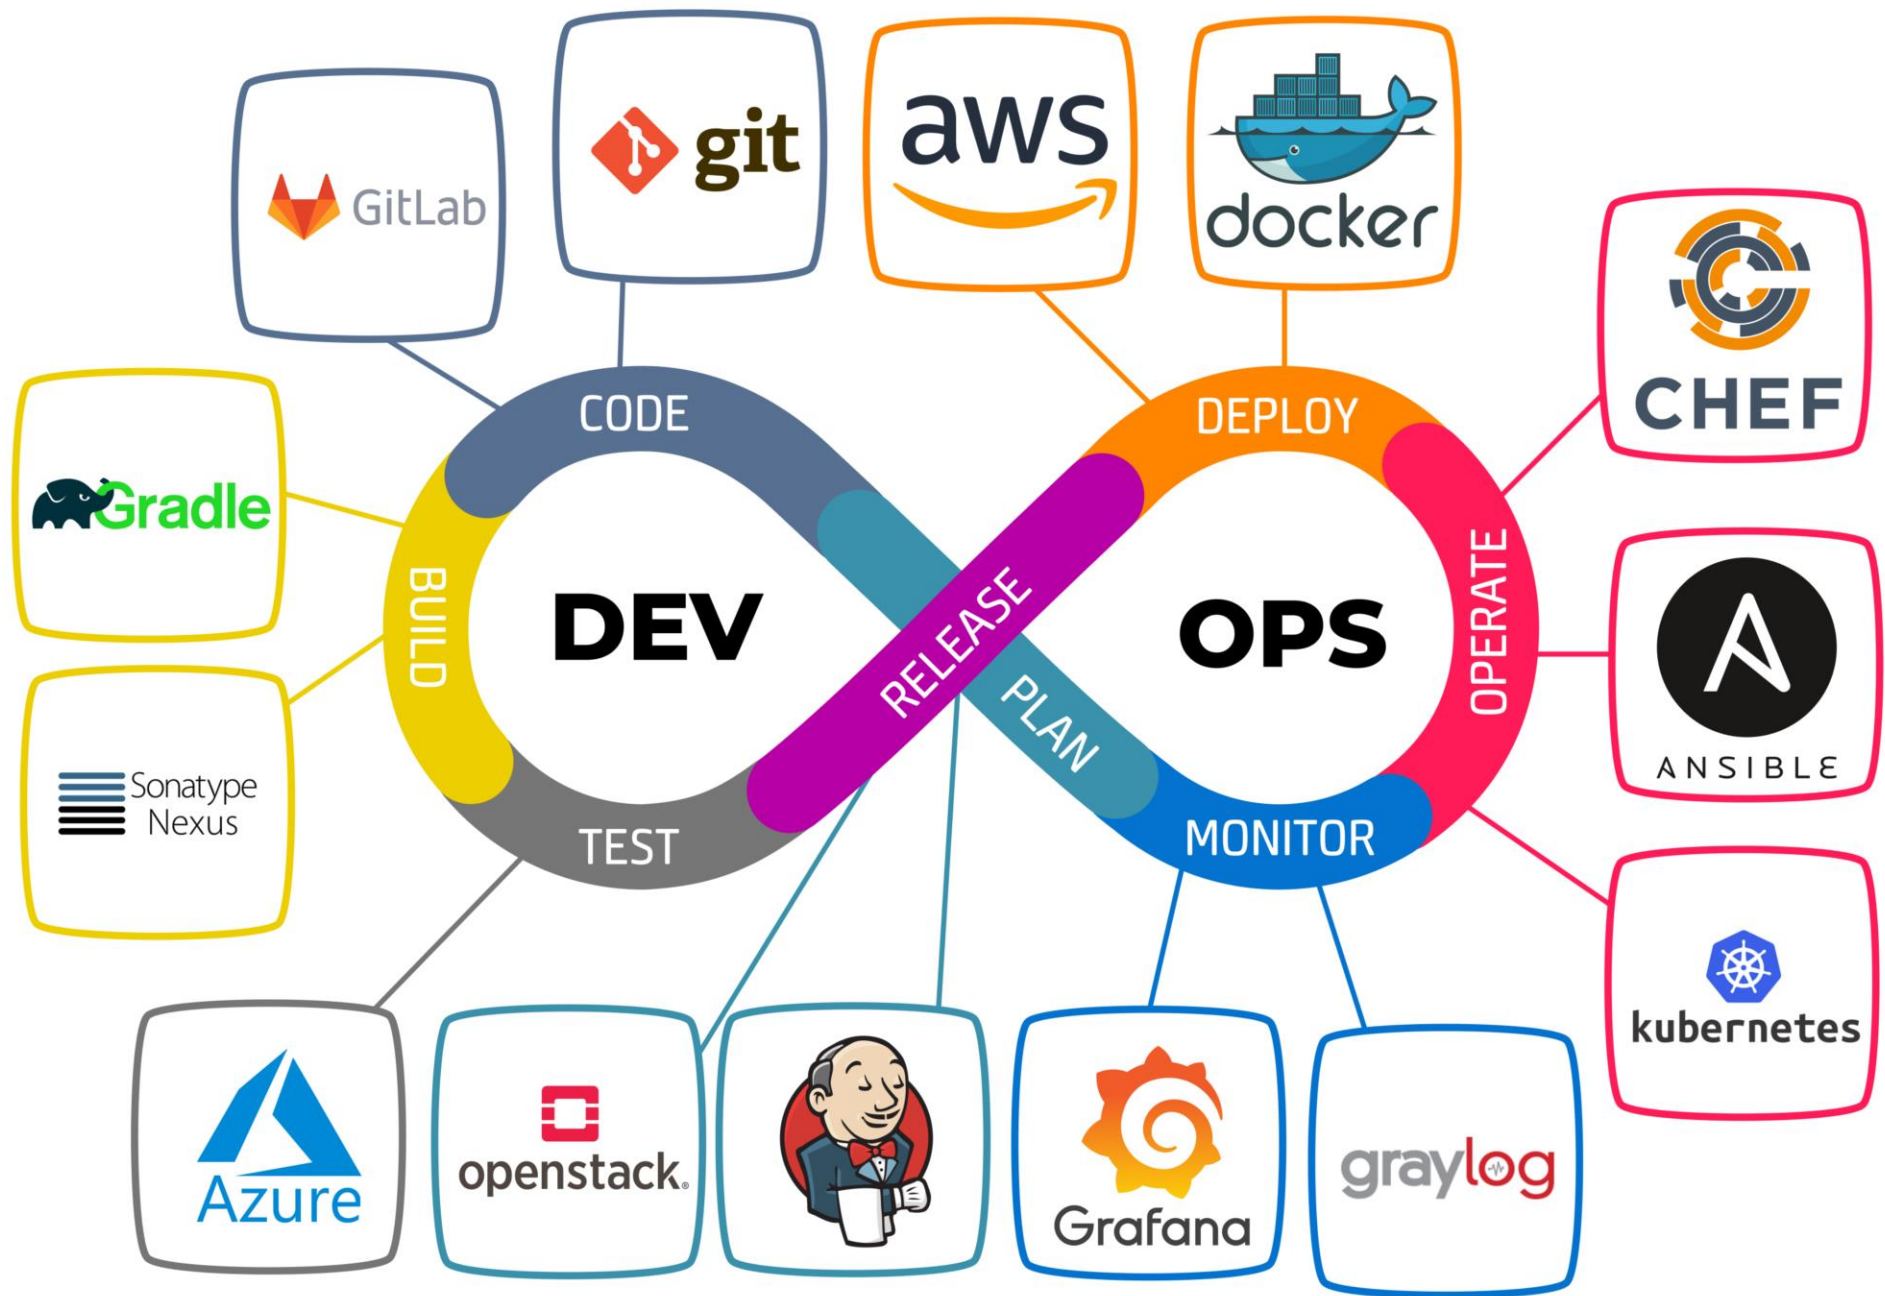 GitLab
git
aws
docker
CHEF
CODE
DEPLOY
Gradle
BUILD
DEV
RELEASE
PLAN
OPS
OPERATE
ANSIBLE
Sonatype
Nexus
TEST
MONITOR
kubernetes
Azure
openstack.
Grafana
graylog